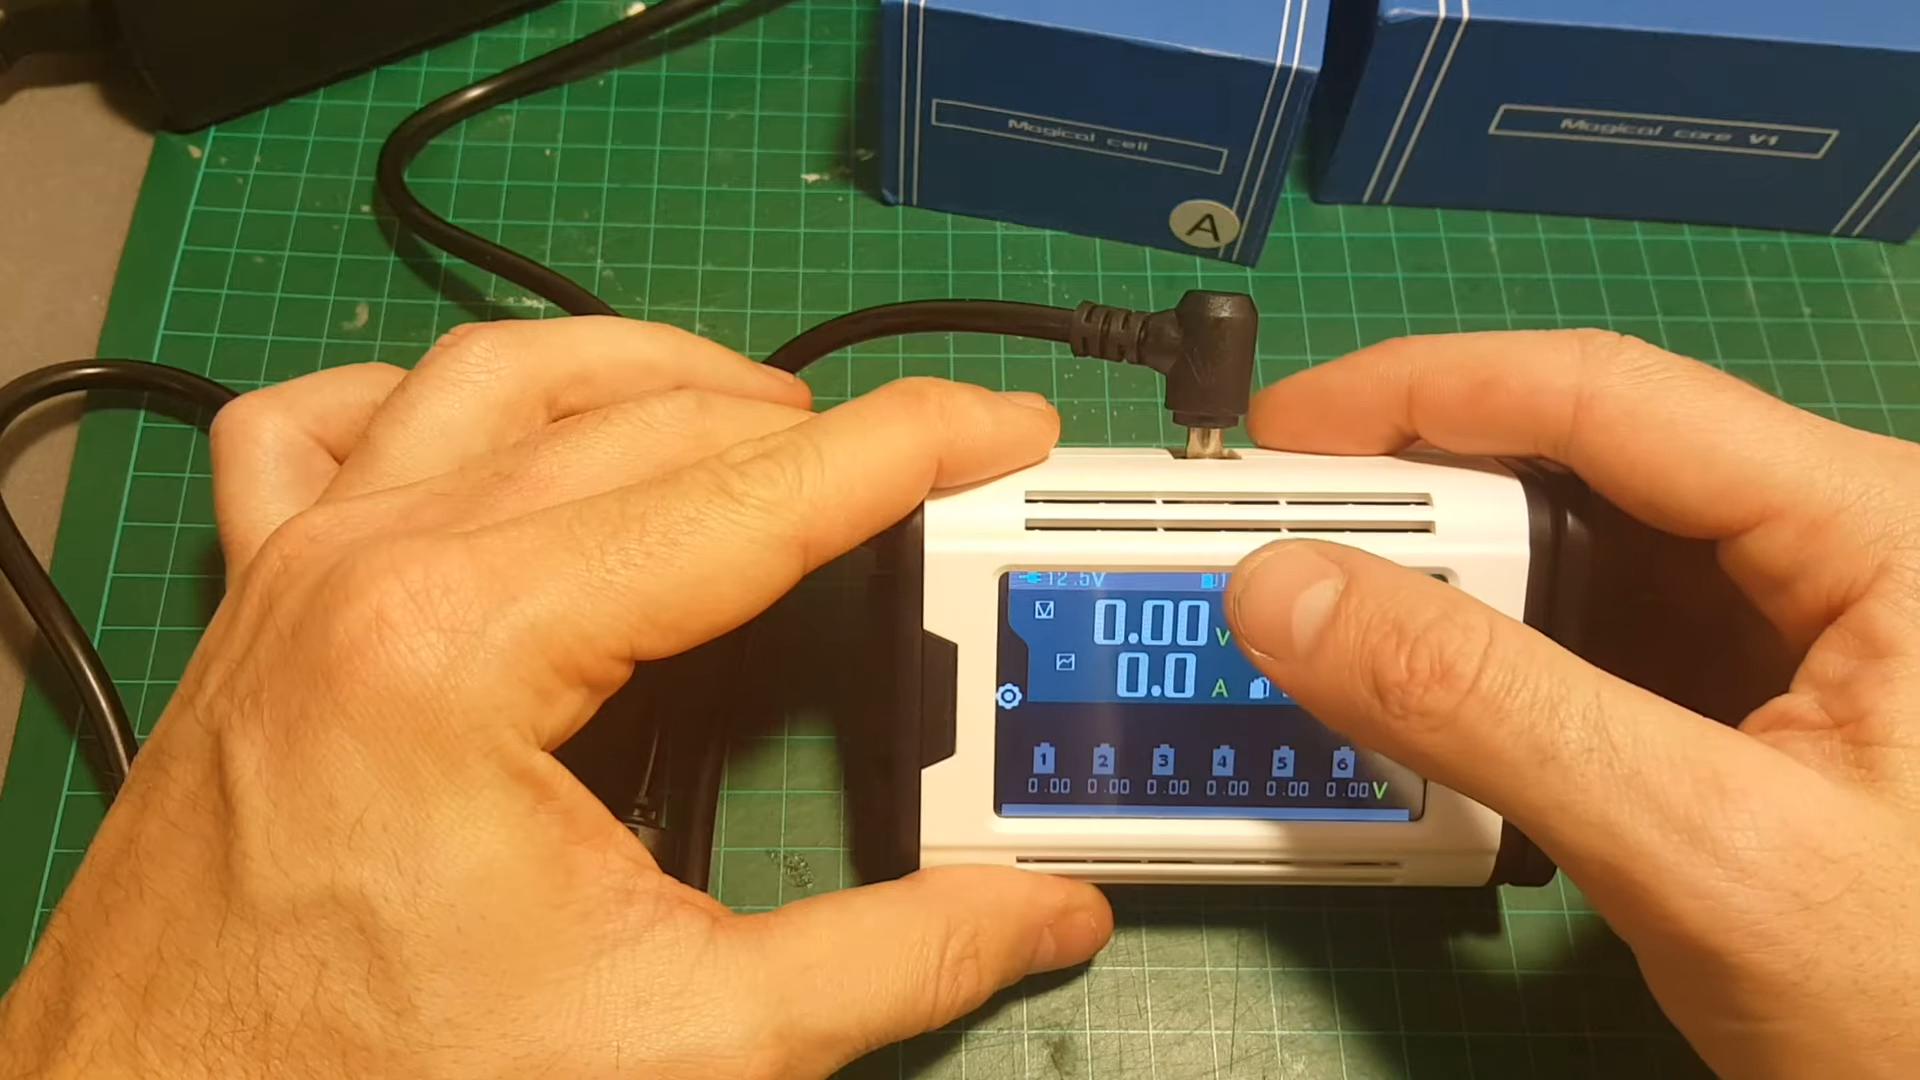 Magical cell
A
Magical core V1
12.5V
0.00 V
0.0 A
1 2 3 4 5 6
0.00 0.00 0.00 0.00 0.00 0.00 V